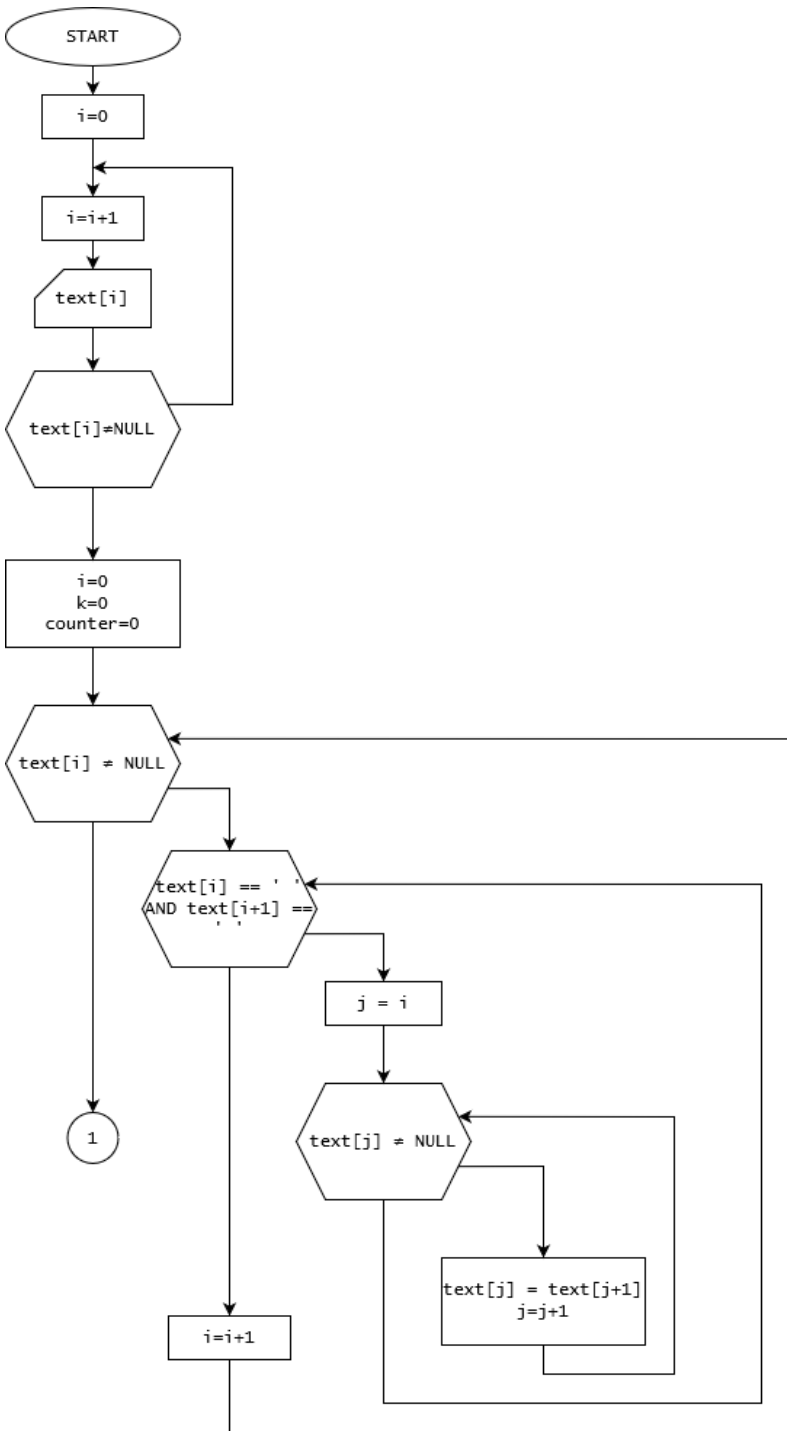 START
i=0
i=i+1
text[i]
text[i]≠NULL
i=0
k=0
counter=0
text[i] ≠ NULL
text[i] == ' '
AND text[i+1] ==
' '
j = i
text[j] ≠ NULL
1
text[j] = text[j+1]
j=j+1
i=i+1